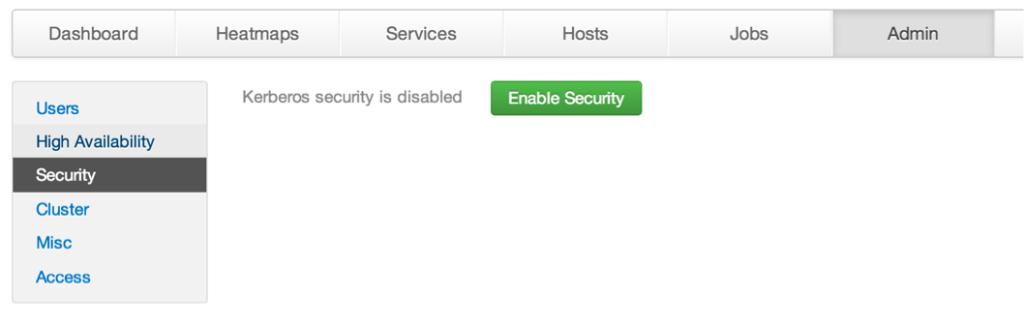 Dashboard Heatmaps Services Hosts Jobs Admin
Users
High Availability
Security
Cluster
Misc
Access
Kerberos security is disabled Enable Security